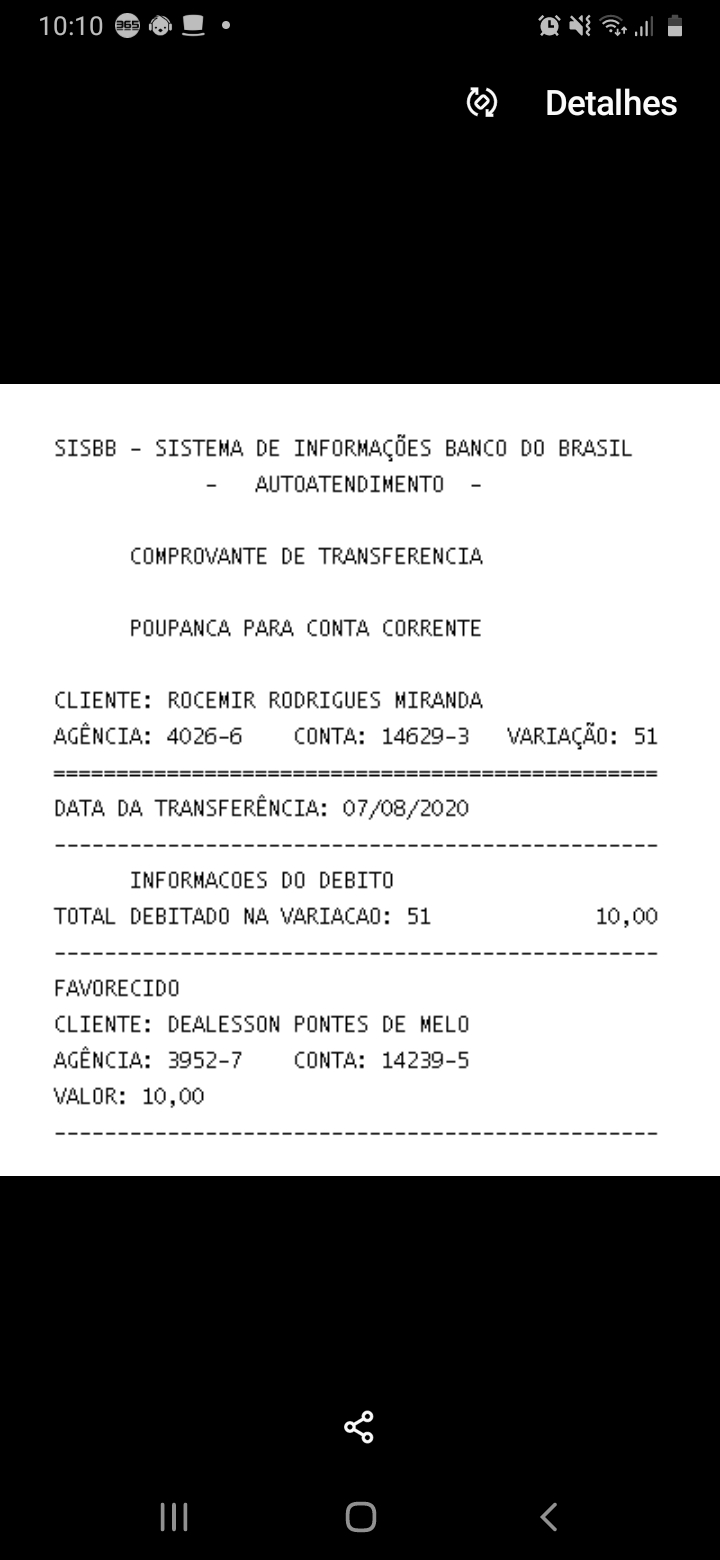 10:10 365
Detalhes
SISBB - SISTEMA DE INFORMAÇÕES BANCO DO BRASIL
- AUTOATENDIMENTO -
COMPROVANTE DE TRANSFERENCIA
POUPANCA PARA CONTA CORRENTE
CLIENTE: ROCEMIR RODRIGUES MIRANDA
AGÊNCIA: 4026-6 CONTA: 14629-3 VARIAÇÃO: 51
================================================
DATA DA TRANSFERÊNCIA: 07/08/2020
------------------------------------------------
INFORMACOES DO DEBITO
TOTAL DEBITADO NA VARIACAO: 51 10,00
------------------------------------------------
FAVORECIDO
CLIENTE: DEALESSON PONTES DE MELO
AGÊNCIA: 3952-7 CONTA: 14239-5
VALOR: 10,00
------------------------------------------------